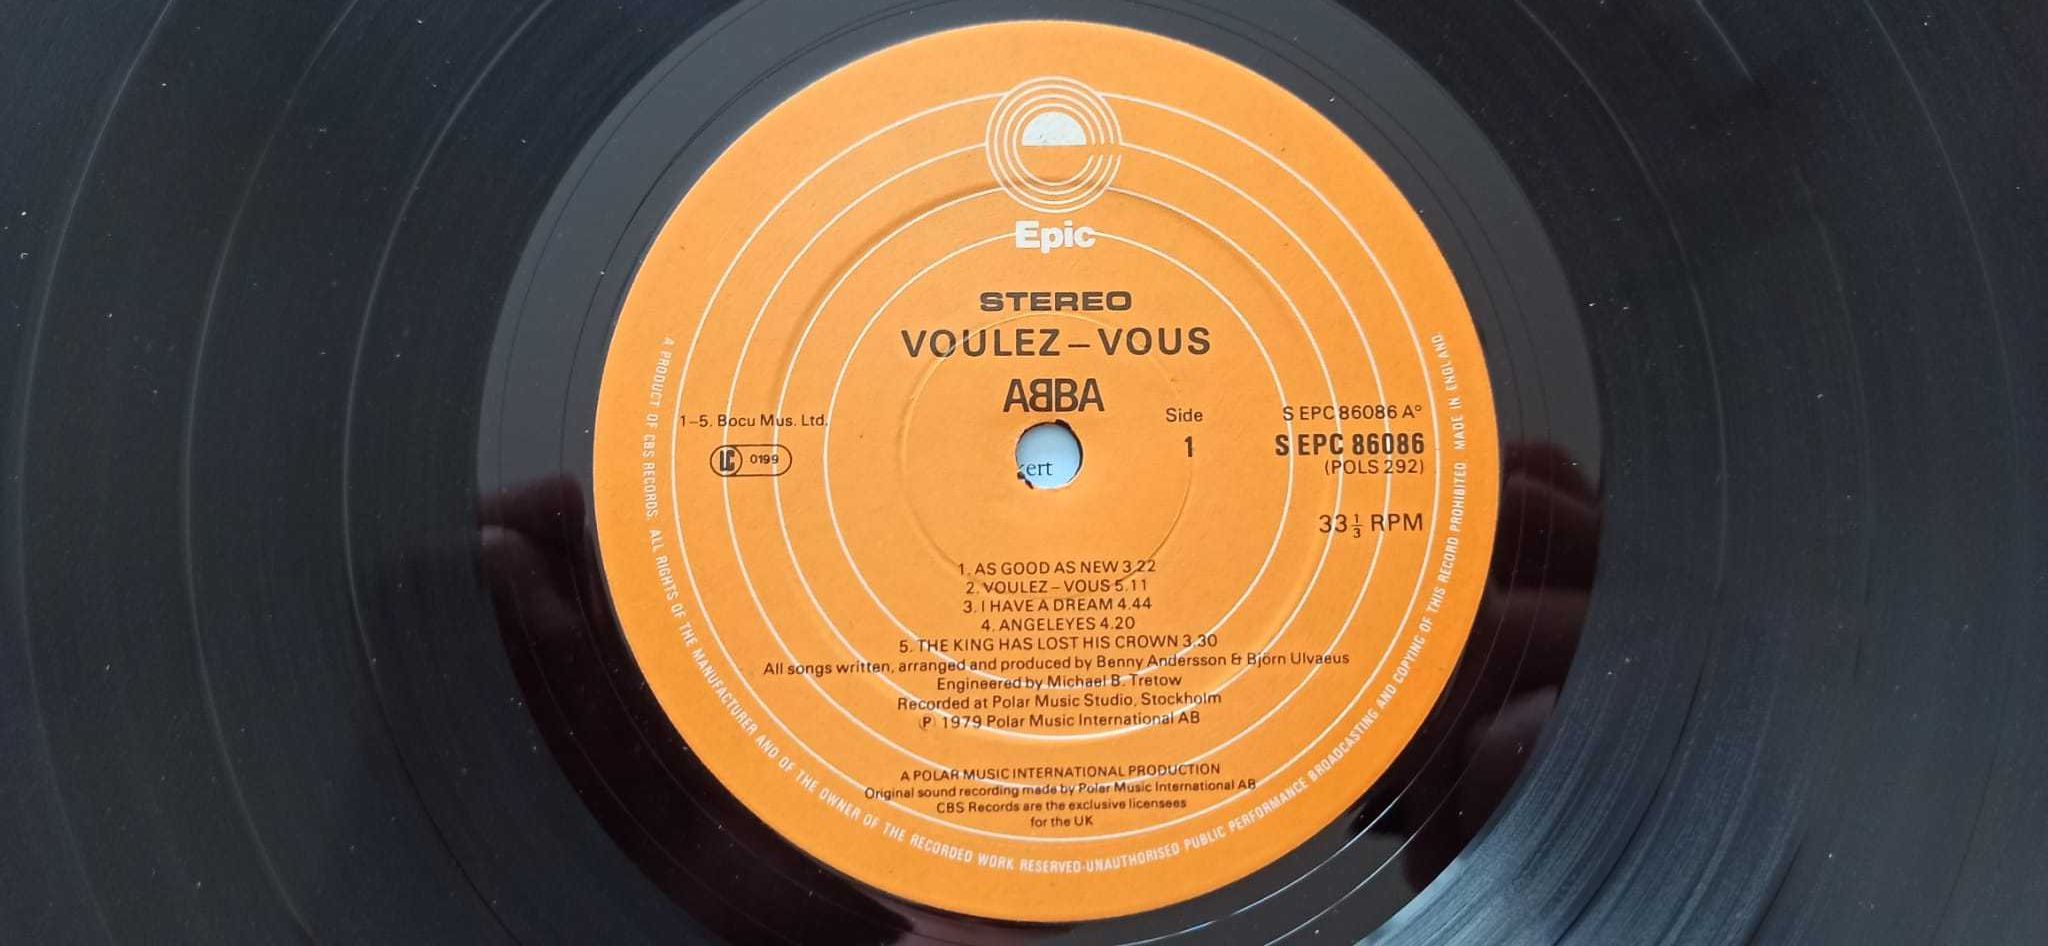 Epic
STEREO
VOULEZ–VOUS
ABBA
1–5. Bocu Mus. Ltd.
LC 0199
Side
1
S EPC 86086 A°
S EPC 86086
(POLS 292)
33 1/3 RPM
ert
1. AS GOOD AS NEW 3.22
2. VOULEZ–VOUS 5.11
3. I HAVE A DREAM 4.44
4. ANGELEYES 4.20
5. THE KING HAS LOST HIS CROWN 3.30
All songs written, arranged and produced by Benny Andersson & Björn Ulvaeus
Engineered by Michael B. Tretow
Recorded at Polar Music Studio, Stockholm
℗ 1979 Polar Music International AB
A POLAR MUSIC INTERNATIONAL PRODUCTION
Original sound recording made by Polar Music International AB
CBS Records are the exclusive licensees
for the UK
A PRODUCT OF CBS RECORDS. ALL RIGHTS OF THE MANUFACTURER AND OF THE OWNER OF THE RECORDED WORK RESERVED-UNAUTHORISED PUBLIC PERFORMANCE BROADCASTING AND COPYING OF THIS RECORD PROHIBITED MADE IN ENGLAND